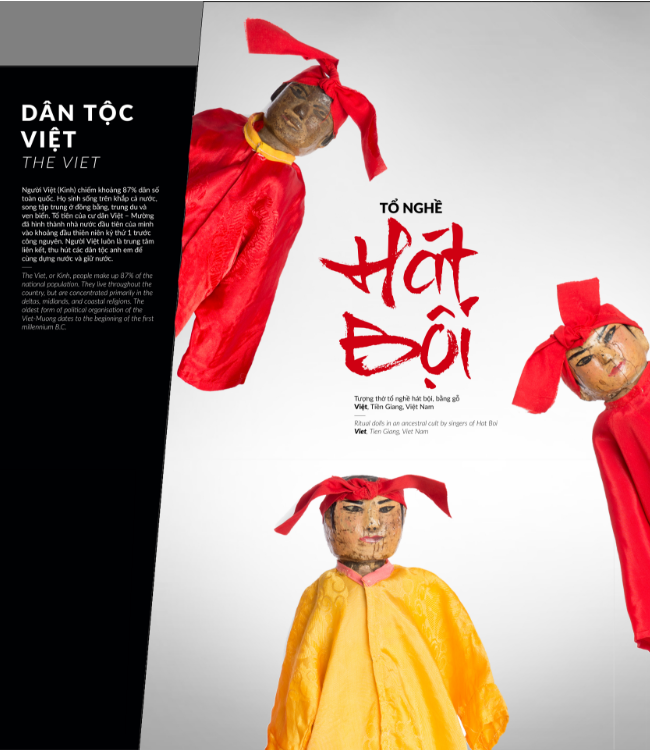 DÂN TỘC
VIỆT
THE VIET
Người Việt (Kinh) chiếm khoảng 87% dân số
toàn quốc. Họ sinh sống trên khắp cả nước,
song tập trung ở đồng bằng, trung du và
ven biển. Tổ tiên của cư dân Việt – Mường
đã hình thành nhà nước đầu tiên của mình
vào khoảng đầu thiên niên kỷ thứ 1 trước
công nguyên. Người Việt luôn là trung tâm
liên kết, thu hút các dân tộc anh em để
cùng dựng nước và giữ nước.
The Viet, or Kinh, people make up 87% of the
national population. They live throughout the
country, but are concentrated primarily in the
deltas, midlands, and coastal religions. The
oldest form of political organisation of the
Viet-Muong dates to the beginning of the first
millennium B.C.
TỔ NGHỀ
Hát
Bội
Tượng thờ tổ nghề hát bội, bằng gỗ
Việt, Tiền Giang, Việt Nam
Ritual dolls in an ancestral cult by singers of Hat Boi
Viet, Tien Giang, Viet Nam